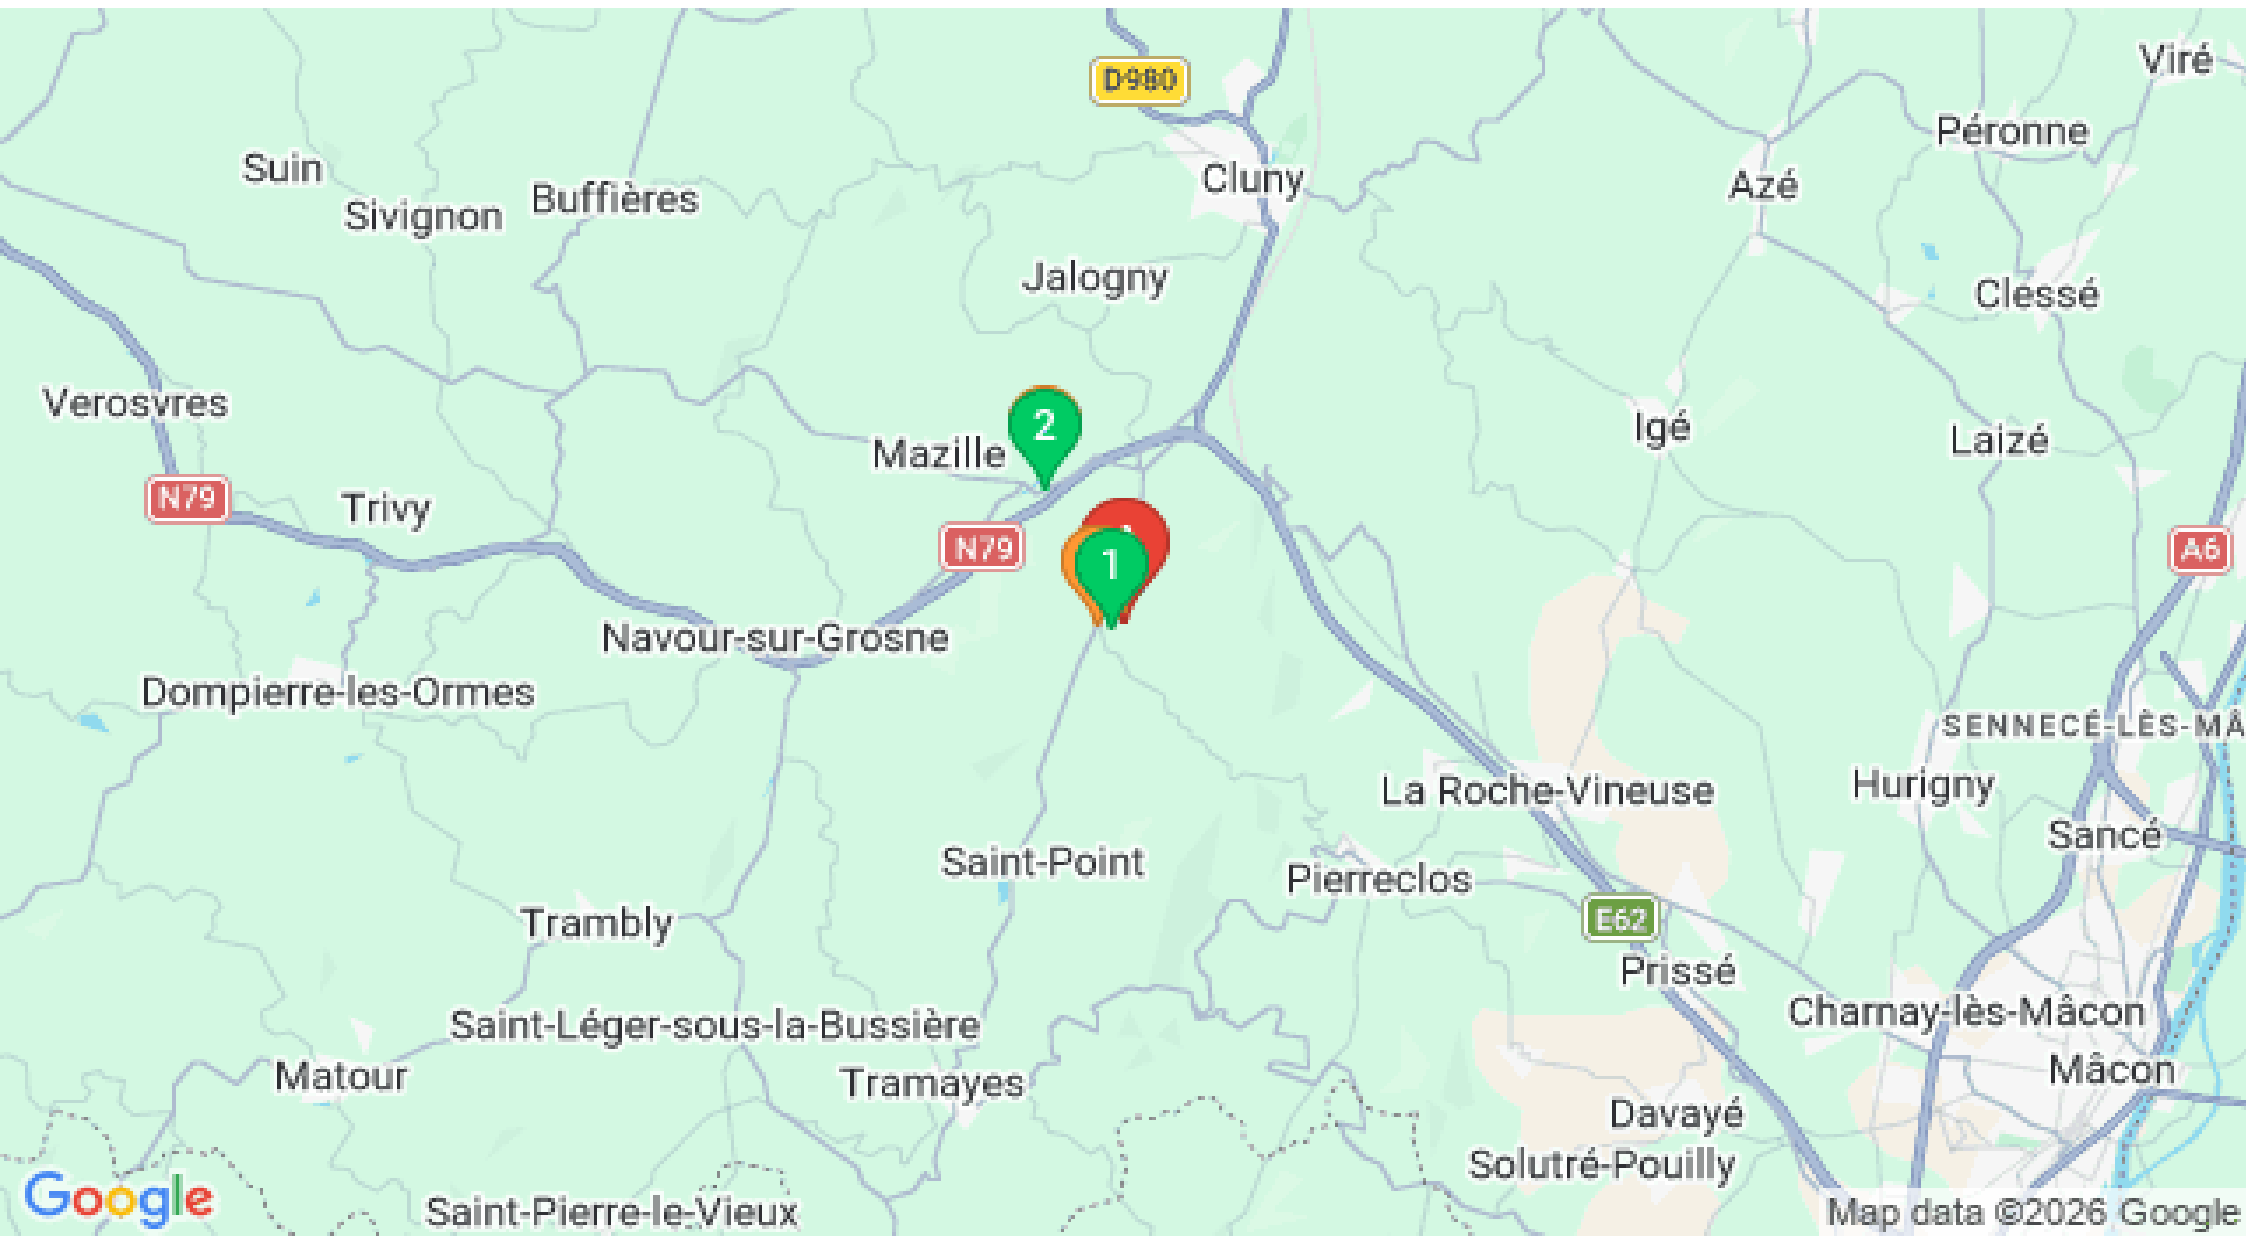 Viré
D980
Péronne
Suin
Cluny
Azé
Buffières
Sivignon
Jalogny
Clessé
Verosvres
2
Igé
Laizé
Mazille
N79
Trivy
N79
A6
1
Navour-sur-Grosne
Dompierre-les-Ormes
SENNECÉ-LÈS-MÂ
La Roche-Vineuse
Hurigny
Sancé
Saint-Point
Pierreclos
Trambly
E62
Prissé
Charnay-lès-Mâcon
Saint-Léger-sous-la-Bussière
Matour
Tramayes
Mâcon
Davayé
Solutré-Pouilly
Google
Saint-Pierre-le-Vieux
Map data ©2026 Google